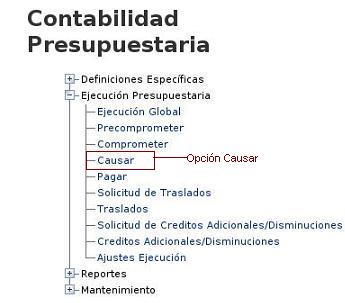 Contabilidad
Presupuestaria
Definiciones Específicas
Ejecución Presupuestaria
Ejecución Global
Precomprometer
Comprometer
Causar Opción Causar
Pagar
Solicitud de Traslados
Traslados
Solicitud de Creditos Adicionales/Disminuciones
Creditos Adicionales/Disminuciones
Ajustes Ejecución
Reportes
Mantenimiento